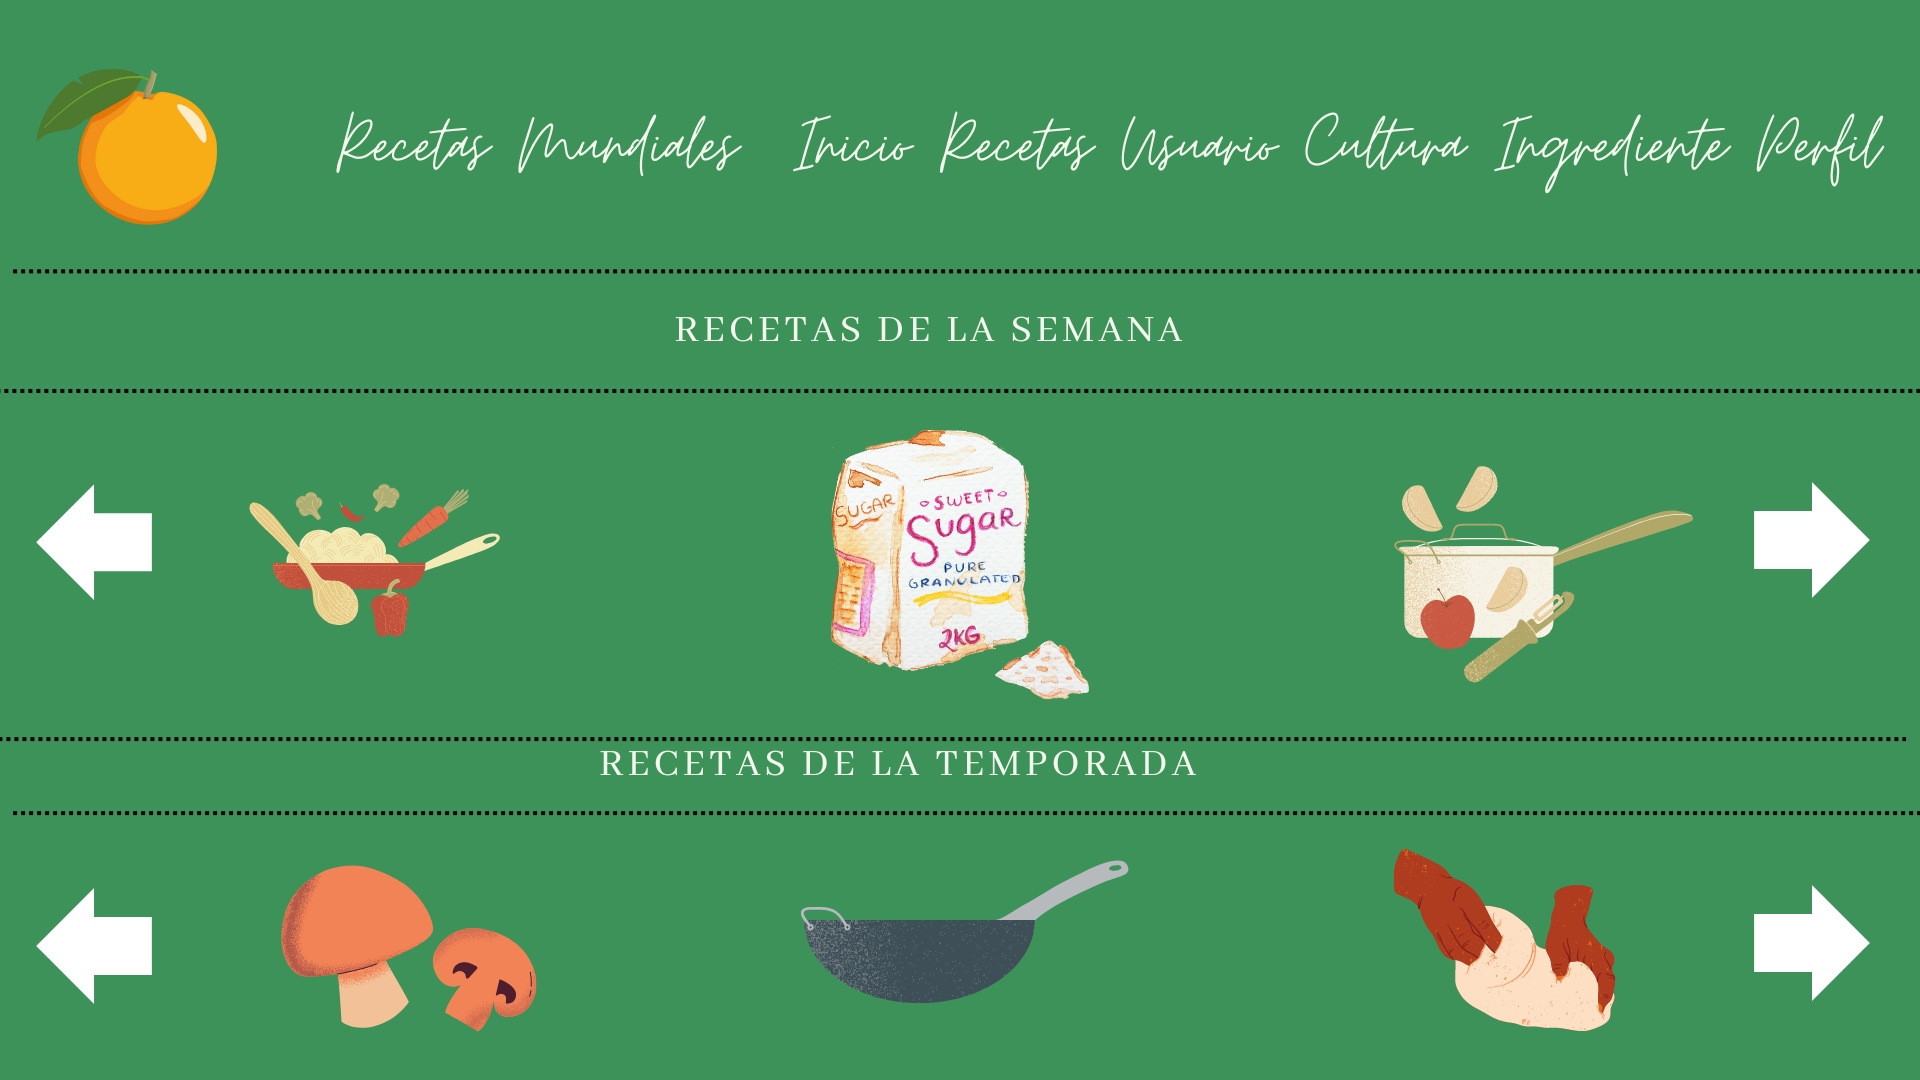 Recetas Mundiales Inicio Recetas Usuario Cultura Ingrediente Perfil
RECETAS DE LA SEMANA
SUGAR
SWEET
Sugar
PURE
GRANULATED
2KG
RECETAS DE LA TEMPORADA